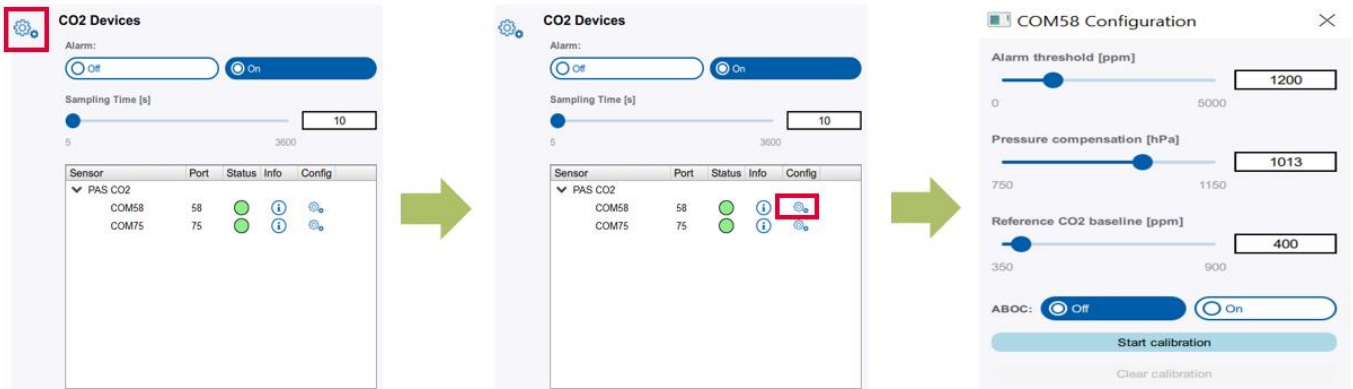 CO2 Devices
Alarm:
Off On
Sampling Time [s]
10
5 3600
Sensor Port Status Info Config
PAS CO2
COM58 58 i
COM75 75 i
CO2 Devices
Alarm:
Off On
Sampling Time [s]
10
5 3600
Sensor Port Status Info Config
PAS CO2
COM58 58 i
COM75 75 i
COM58 Configuration
Alarm threshold [ppm]
1200
0 5000
Pressure compensation [hPa]
1013
750 1150
Reference CO2 baseline [ppm]
400
350 900
ABOC: Off On
Start calibration
Clear calibration